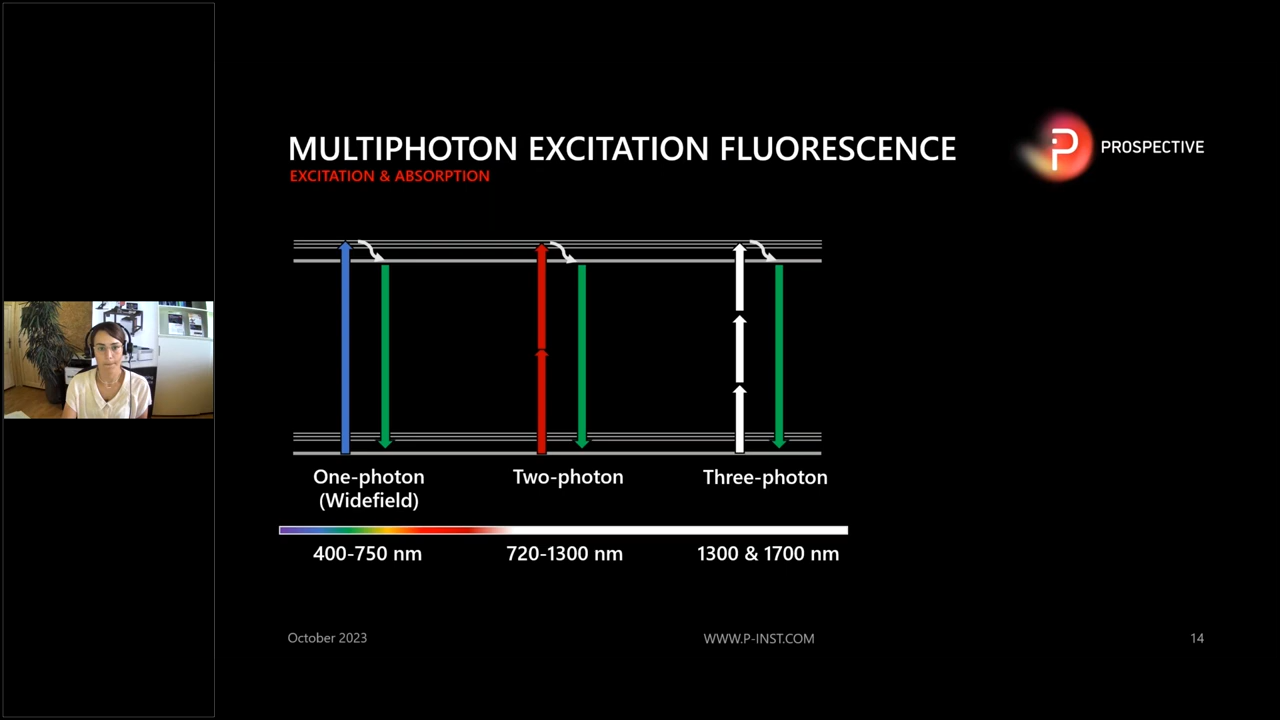 MULTIPHOTON EXCITATION FLUORESCENCE
EXCITATION & ABSORPTION
PROSPECTIVE
One-photon
(Widefield)
Two-photon
Three-photon
400-750 nm
720-1300 nm
1300 & 1700 nm
October 2023
WWW.P-INST.COM
14